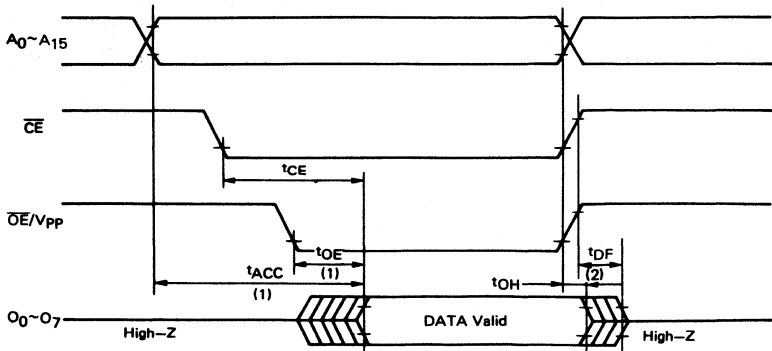 A0~A15
CE
tCE
OE/VPP
tOE
(1)
tACC
(1)
tOH
tDF
(2)
O0~O7
High-Z
DATA Valid
High-Z